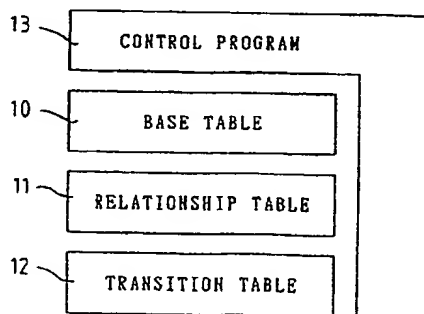 13
CONTROL PROGRAM
10
BASE TABLE
11
RELATIONSHIP TABLE
12
TRANSITION TABLE